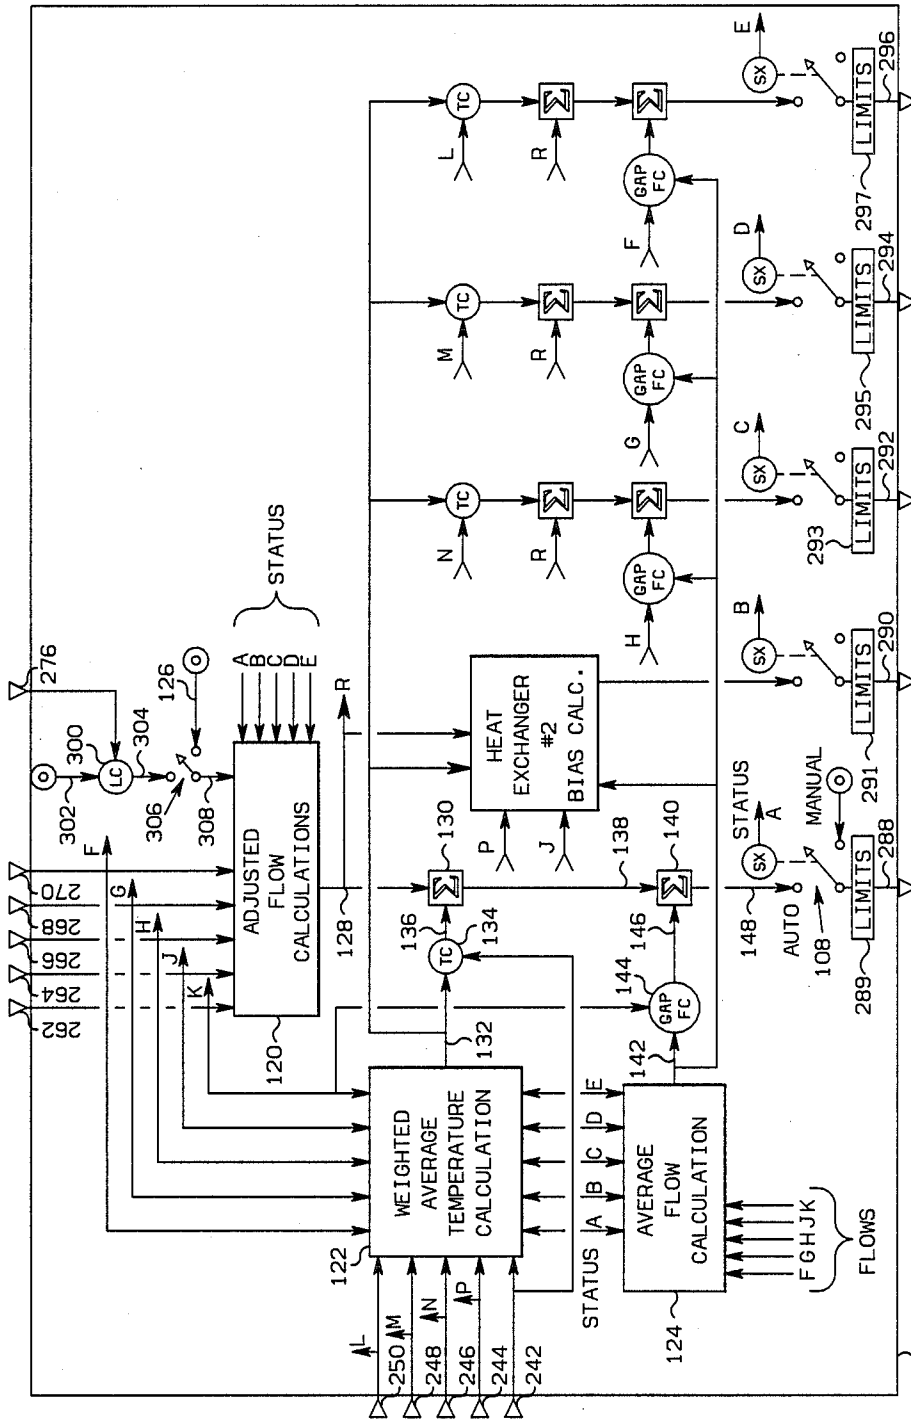 276
300
302
LC
304
306
308
126
STATUS
A
B
C
D
E
270
268
266
264
262
F
G
H
J
K
ADJUSTED
FLOW
CALCULATIONS
120
128
R
L
TC
R
Σ
Σ
GAP
FC
F
SX
E
LIMITS
296
297
M
TC
R
Σ
Σ
GAP
FC
G
SX
D
LIMITS
294
295
N
TC
R
Σ
Σ
GAP
FC
H
SX
C
LIMITS
292
293
HEAT
EXCHANGER
#2
BIAS CALC.
P
J
SX
B
LIMITS
290
291
130
Σ
136
TC
134
138
132
140
Σ
146
144
GAP
FC
142
148
AUTO
SX
STATUS
A
MANUAL
108
LIMITS
288
289
WEIGHTED
AVERAGE
TEMPERATURE
CALCULATION
122
L
M
N
P
250
248
246
244
242
STATUS
A
B
C
D
E
AVERAGE
FLOW
CALCULATION
124
F G H J K
FLOWS